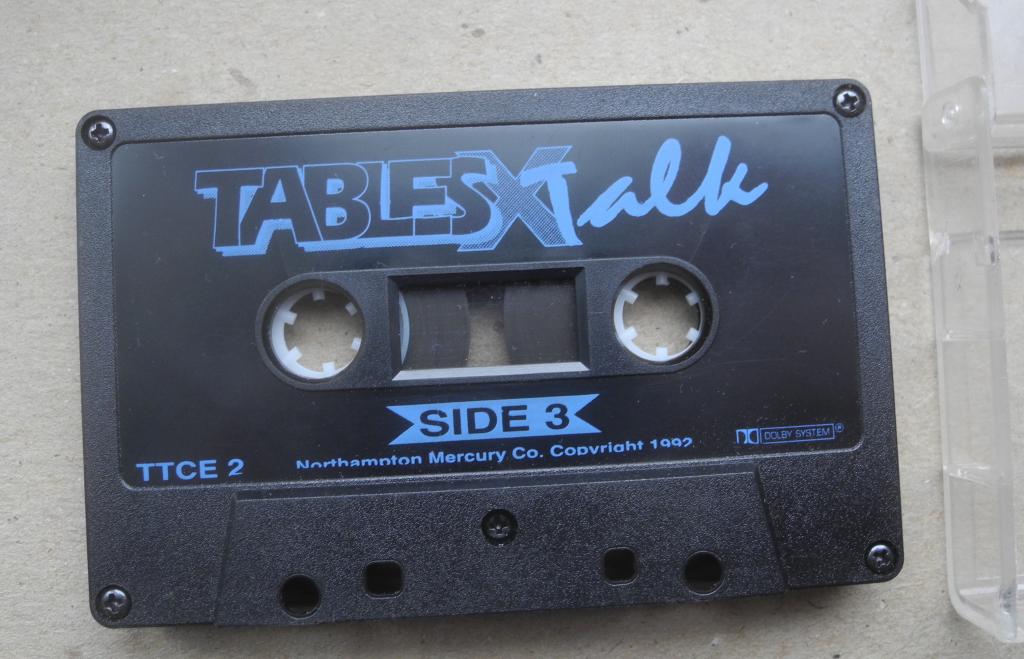 TABLES X Talk
SIDE 3
DOLBY SYSTEM®
TTCE 2
Northampton Mercury Co. Copyright 1992